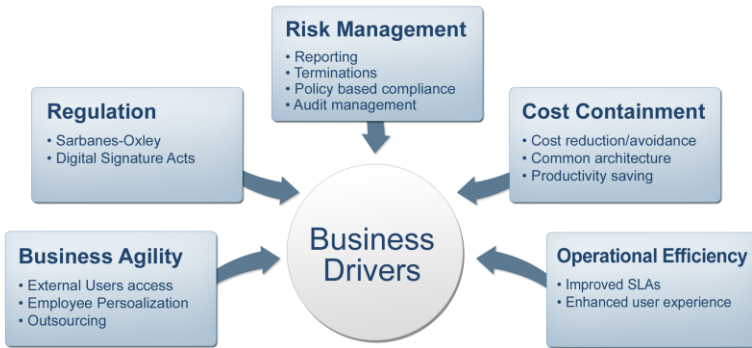 Risk Management
• Reporting
• Terminations
• Policy based compliance
• Audit management
Regulation
• Sarbanes-Oxley
• Digital Signature Acts
Cost Containment
• Cost reduction/avoidance
• Common architecture
• Productivity saving
Business
Drivers
Business Agility
• External Users access
• Employee Persoalization
• Outsourcing
Operational Efficiency
• Improved SLAs
• Enhanced user experience